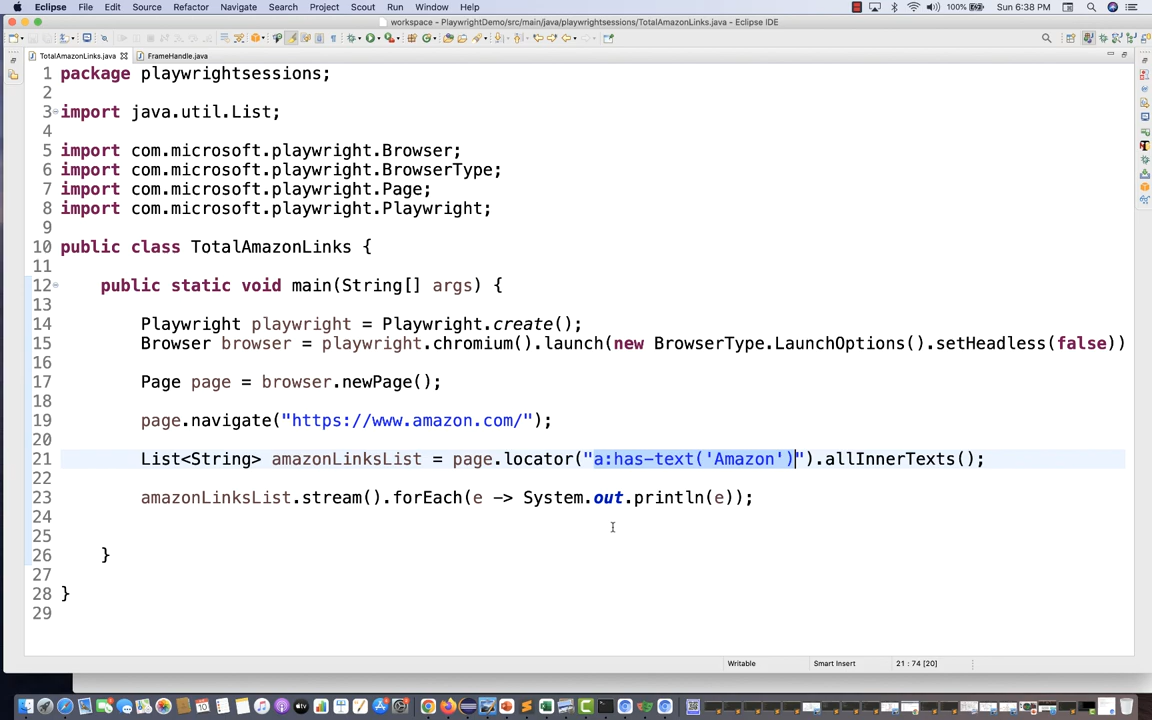 Eclipse File Edit Source Refactor Navigate Search Project Scout Run Window Help 100% Sun 6:38 PM
workspace - PlaywrightDemo/src/main/java/playwrightsessions/TotalAmazonLinks.java - Eclipse IDE
TotalAmazonLinks.java FrameHandle.java
1 package playwrightsessions;
2
3 import java.util.List;
4
5 import com.microsoft.playwright.Browser;
6 import com.microsoft.playwright.BrowserType;
7 import com.microsoft.playwright.Page;
8 import com.microsoft.playwright.Playwright;
9
10 public class TotalAmazonLinks {
11
12 public static void main(String[] args) {
13
14 Playwright playwright = Playwright.create();
15 Browser browser = playwright.chromium().launch(new BrowserType.LaunchOptions().setHeadless(false))
16
17 Page page = browser.newPage();
18
19 page.navigate("https://www.amazon.com/");
20
21 List<String> amazonLinksList = page.locator("a:has-text('Amazon')").allInnerTexts();
22
23 amazonLinksList.stream().forEach(e -> System.out.println(e));
24
25
26 }
27
28 }
29
Writable Smart Insert 21 : 74 [20]